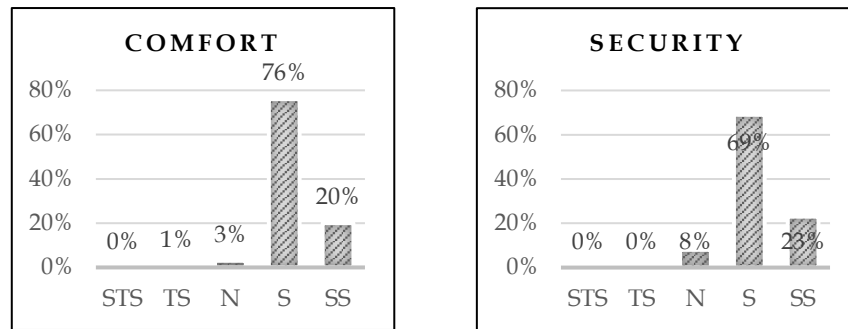 COMFORT
76%
80%
60%
40%
20%
20%
0% 1% 3%
0%
STS TS N S SS
SECURITY
80%
60%
69%
40%
20%
0% 0% 8% 23%
0%
STS TS N S SS